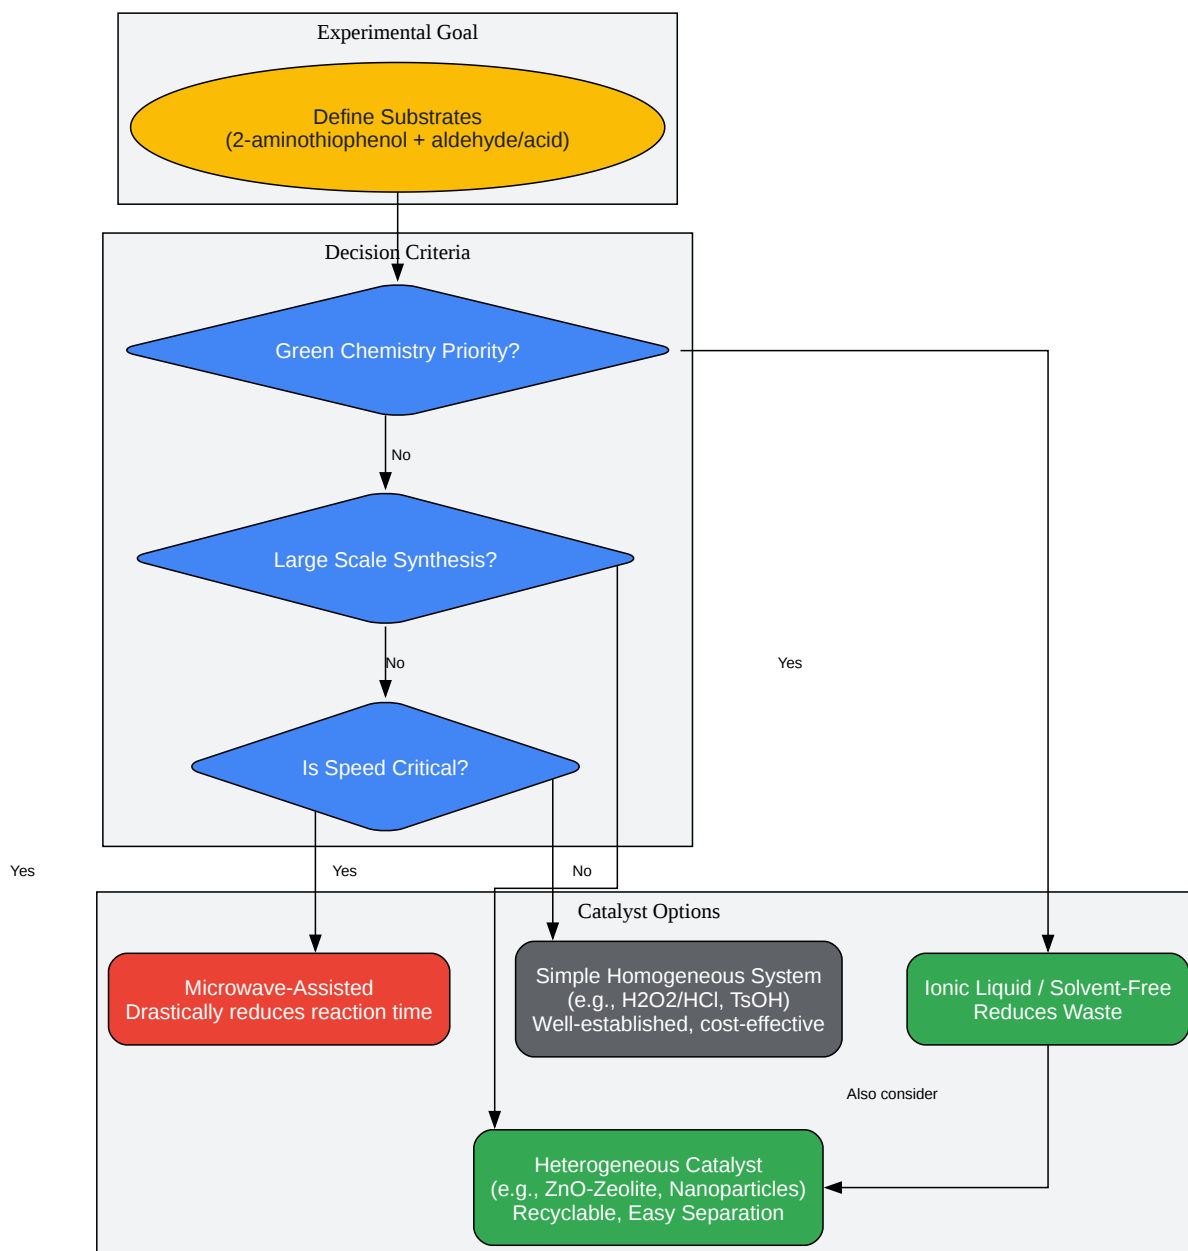 Experimental Goal
Define Substrates
(2-aminothiophenol + aldehyde/acid)
Decision Criteria
Green Chemistry Priority?
No
Large Scale Synthesis?
No
Yes
Is Speed Critical?
Yes
Yes
No
Catalyst Options
Microwave-Assisted
Drastically reduces reaction time
Simple Homogeneous System
(e.g., H2O2/HCl, TsOH)
Well-established, cost-effective
Ionic Liquid / Solvent-Free
Reduces Waste
Also consider
Heterogeneous Catalyst
(e.g., ZnO-Zeolite, Nanoparticles)
Recyclable, Easy Separation